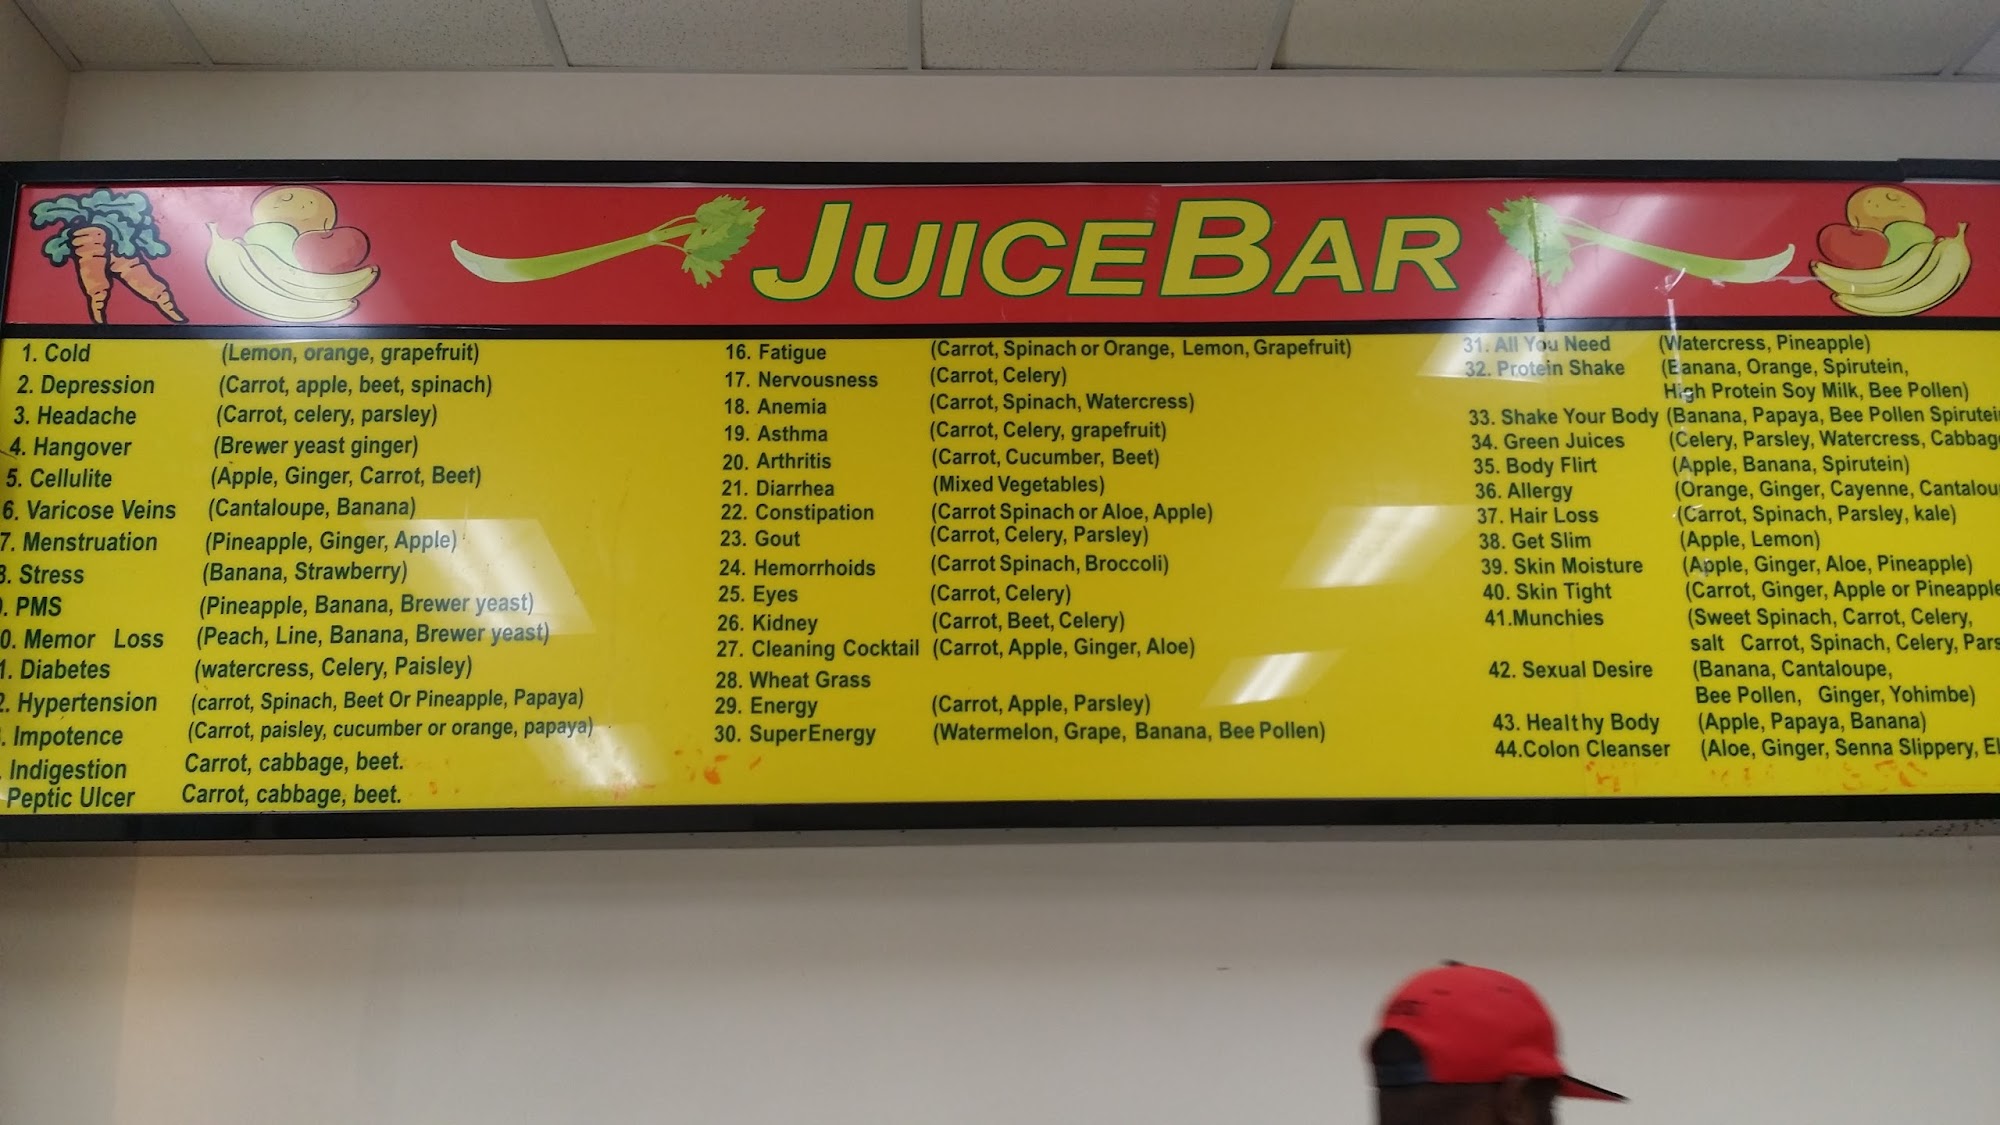 JUICEBAR
1. Cold (Lemon, orange, grapefruit)
2. Depression (Carrot, apple, beet, spinach)
3. Headache (Carrot, celery, parsley)
4. Hangover (Brewer yeast ginger)
5. Cellulite (Apple, Ginger, Carrot, Beet)
6. Varicose Veins (Cantaloupe, Banana)
7. Menstruation (Pineapple, Ginger, Apple)
8. Stress (Banana, Strawberry)
. PMS (Pineapple, Banana, Brewer yeast)
0. Memor Loss (Peach, Line, Banana, Brewer yeast)
1. Diabetes (watercress, Celery, Paisley)
2. Hypertension (carrot, Spinach, Beet Or Pineapple, Papaya)
. Impotence (Carrot, paisley, cucumber or orange, papaya)
. Indigestion Carrot, cabbage, beet.
Peptic Ulcer Carrot, cabbage, beet.
16. Fatigue (Carrot, Spinach or Orange, Lemon, Grapefruit)
17. Nervousness (Carrot, Celery)
18. Anemia (Carrot, Spinach, Watercress)
19. Asthma (Carrot, Celery, grapefruit)
20. Arthritis (Carrot, Cucumber, Beet)
21. Diarrhea (Mixed Vegetables)
22. Constipation (Carrot Spinach or Aloe, Apple)
23. Gout (Carrot, Celery, Parsley)
24. Hemorrhoids (Carrot Spinach, Broccoli)
25. Eyes (Carrot, Celery)
26. Kidney (Carrot, Beet, Celery)
27. Cleaning Cocktail (Carrot, Apple, Ginger, Aloe)
28. Wheat Grass
29. Energy (Carrot, Apple, Parsley)
30. SuperEnergy (Watermelon, Grape, Banana, Bee Pollen)
31. All You Need (Watercress, Pineapple)
32. Protein Shake (Banana, Orange, Spirutein,
High Protein Soy Milk, Bee Pollen)
33. Shake Your Body (Banana, Papaya, Bee Pollen Spirutein
34. Green Juices (Celery, Parsley, Watercress, Cabbag
35. Body Flirt (Apple, Banana, Spirutein)
36. Allergy (Orange, Ginger, Cayenne, Cantalou
37. Hair Loss (Carrot, Spinach, Parsley, kale)
38. Get Slim (Apple, Lemon)
39. Skin Moisture (Apple, Ginger, Aloe, Pineapple)
40. Skin Tight (Carrot, Ginger, Apple or Pineapple
41.Munchies (Sweet Spinach, Carrot, Celery,
salt Carrot, Spinach, Celery, Pars
42. Sexual Desire (Banana, Cantaloupe,
Bee Pollen, Ginger, Yohimbe)
43. Healthy Body (Apple, Papaya, Banana)
44.Colon Cleanser (Aloe, Ginger, Senna Slippery, El